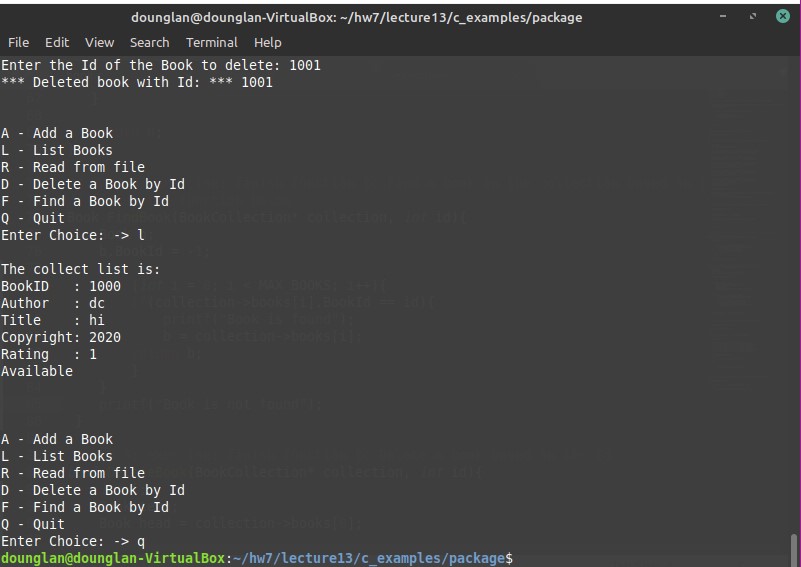 dounglan@dounglan-VirtualBox: ~/hw7/lecture13/c_examples/package
File Edit View Search Terminal Help
Enter the Id of the Book to delete: 1001
*** Deleted book with Id: *** 1001
A - Add a Book
L - List Books
R - Read from file
D - Delete a Book by Id
F - Find a Book by Id
Q - Quit
Enter Choice: -> l
The collect list is:
BookID   : 1000
Author   : dc
Title    : hi
Copyright: 2020
Rating   : 1
Available
A - Add a Book
L - List Books
R - Read from file
D - Delete a Book by Id
F - Find a Book by Id
Q - Quit
Enter Choice: -> q
dounglan@dounglan-VirtualBox:~/hw7/lecture13/c_examples/package$